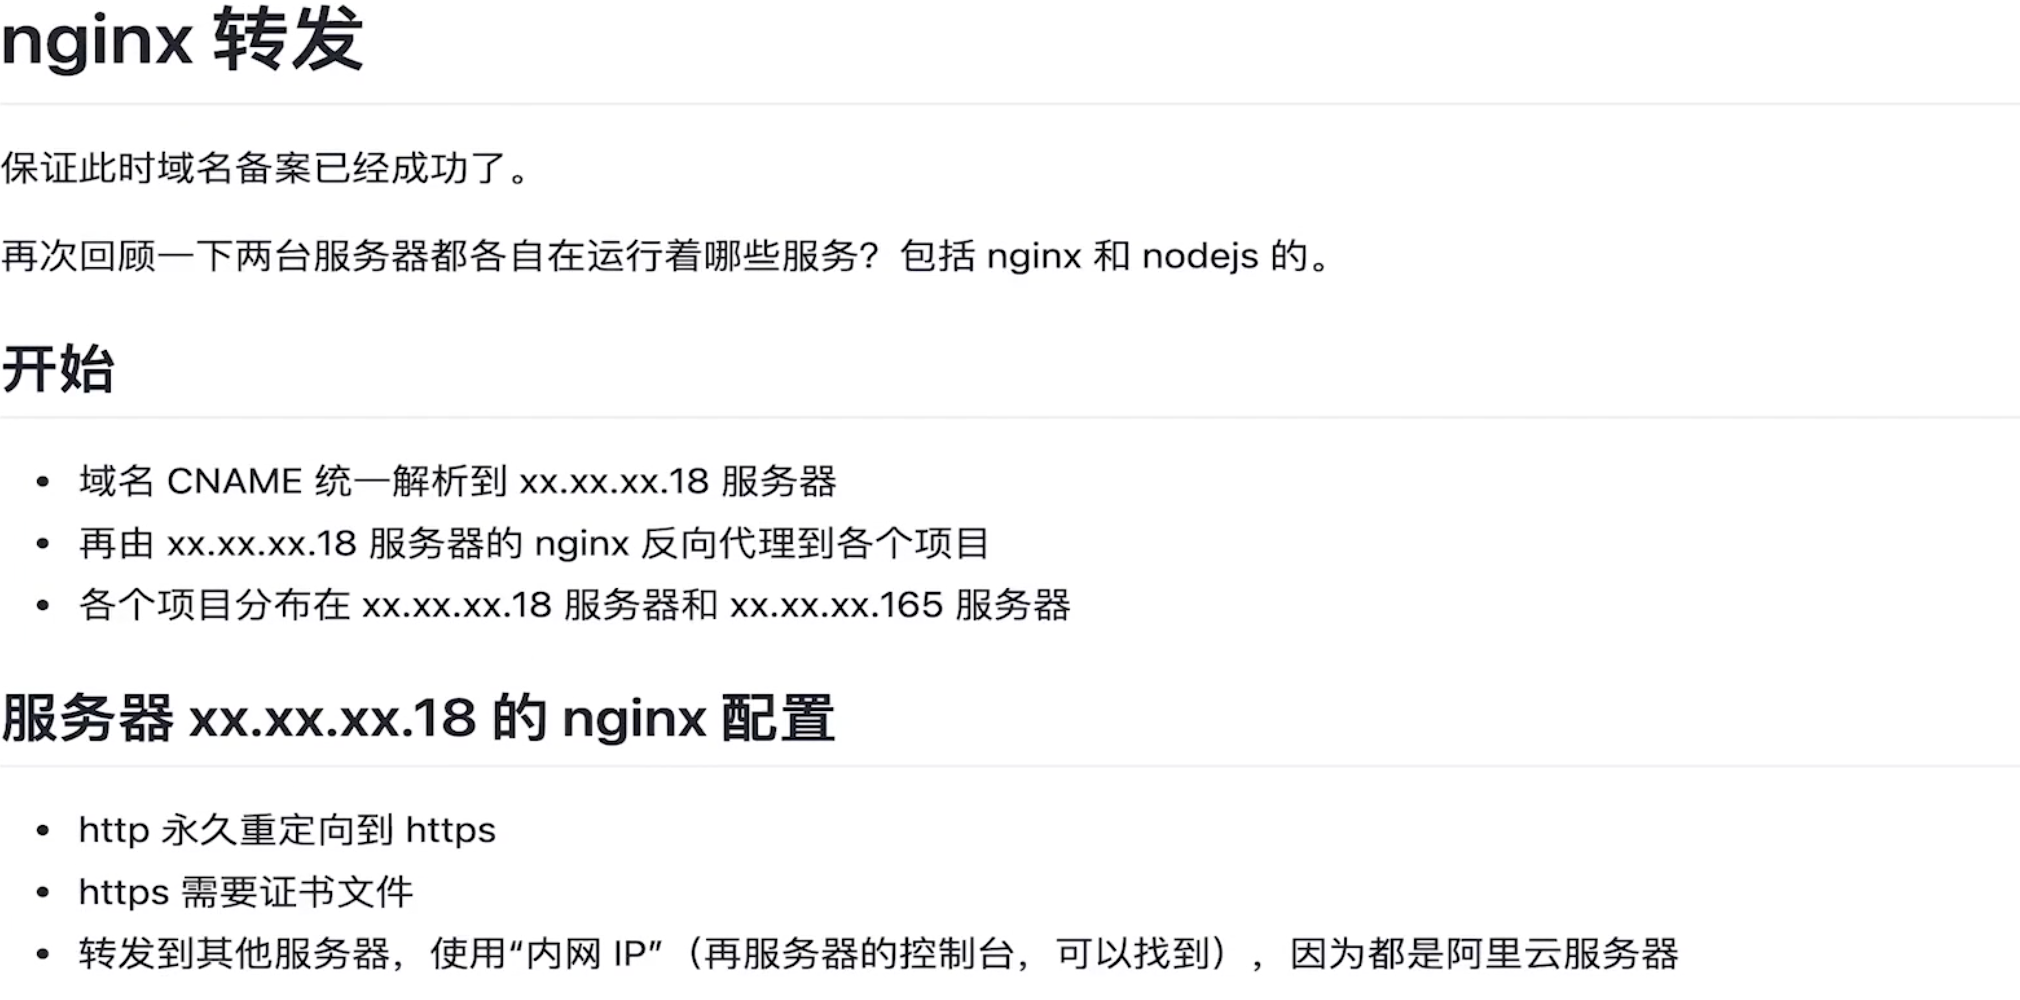 nginx 转发
保证此时域名备案已经成功了。
再次回顾一下两台服务器都各自在运行着哪些服务？包括 nginx 和 nodejs 的。
开始
• 域名 CNAME 统一解析到 xx.xx.xx.18 服务器
• 再由 xx.xx.xx.18 服务器的 nginx 反向代理到各个项目
• 各个项目分布在 xx.xx.xx.18 服务器和 xx.xx.xx.165 服务器
服务器 xx.xx.xx.18 的 nginx 配置
• http 永久重定向到 https
• https 需要证书文件
• 转发到其他服务器，使用“内网 IP”（再服务器的控制台，可以找到），因为都是阿里云服务器